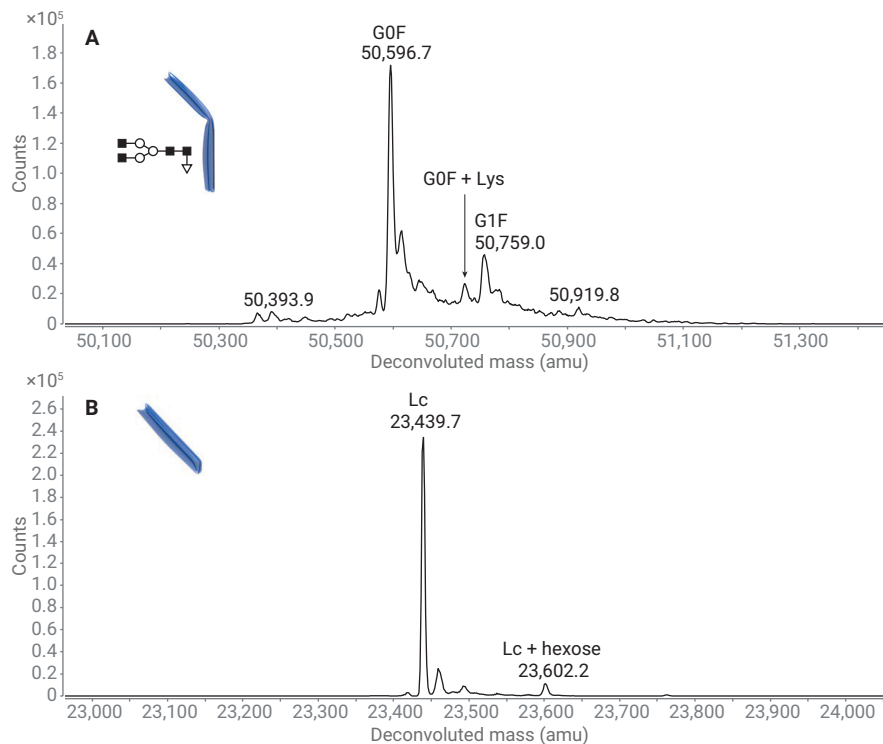 ×10⁵
A
G0F
50,596.7
1.8
1.6
1.4
1.2
1.0
0.8
0.6
0.4
0.2
0
Counts
G0F + Lys
G1F
50,759.0
50,393.9
50,919.8
50,100 50,300 50,500 50,700 50,900 51,100 51,300
Deconvoluted mass (amu)
×10⁵
B
Lc
23,439.7
2.6
2.4
2.2
2.0
1.8
1.6
1.4
1.2
0.1
0.8
0.6
0.4
0.2
0
Counts
Lc + hexose
23,602.2
23,000 23,100 23,200 23,300 23,400 23,500 23,600 23,700 23,800 23,900 24,000
Deconvoluted mass (amu)